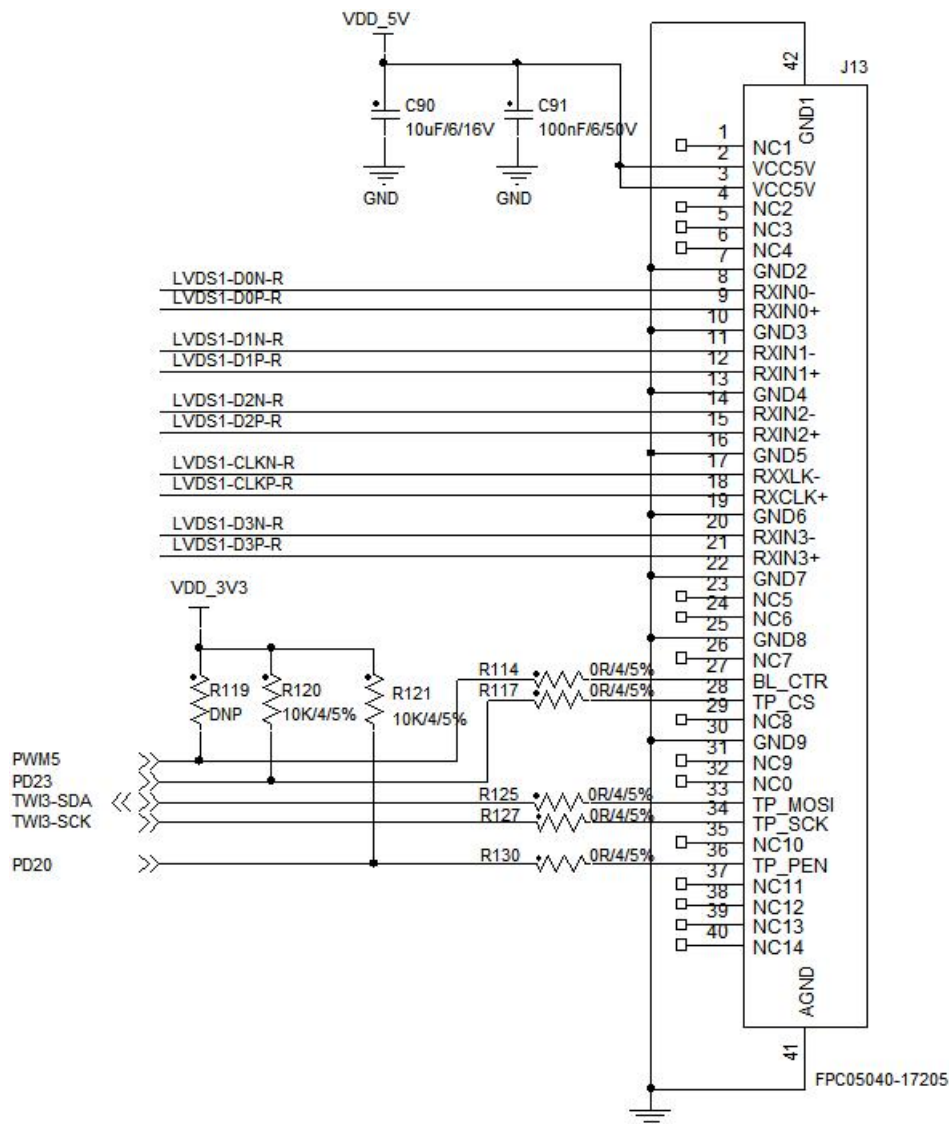 VDD_5V
C90
10uF/6/16V
C91
100nF/6/50V
GND
GND
J13
42
GND1
1 NC1
2 VCC5V
3 VCC5V
4 NC2
5 NC3
6 NC4
7 GND2
LVDS1-D0N-R 8 RXIN0-
LVDS1-D0P-R 9 RXIN0+
10 GND3
LVDS1-D1N-R 11 RXIN1-
LVDS1-D1P-R 12 RXIN1+
13 GND4
LVDS1-D2N-R 14 RXIN2-
LVDS1-D2P-R 15 RXIN2+
16 GND5
LVDS1-CLKN-R 17 RXXLK-
LVDS1-CLKP-R 18 RXCLK+
19 GND6
LVDS1-D3N-R 20 RXIN3-
LVDS1-D3P-R 21 RXIN3+
22 GND7
23 NC5
24 NC6
25 GND8
26 NC7
VDD_3V3
R119
DNP
R120
10K/4/5%
R121
10K/4/5%
R114 0R/4/5% 27 BL_CTR
R117 0R/4/5% 28 TP_CS
29 NC8
30 GND9
31 NC9
32 NC0
PWM5
PD23
TWI3-SDA R125 0R/4/5% 33 TP_MOSI
TWI3-SCK R127 0R/4/5% 34 TP_SCK
35 NC10
PD20 R130 0R/4/5% 36 TP_PEN
37 NC11
38 NC12
39 NC13
40 NC14
AGND
41
FPC05040-17205